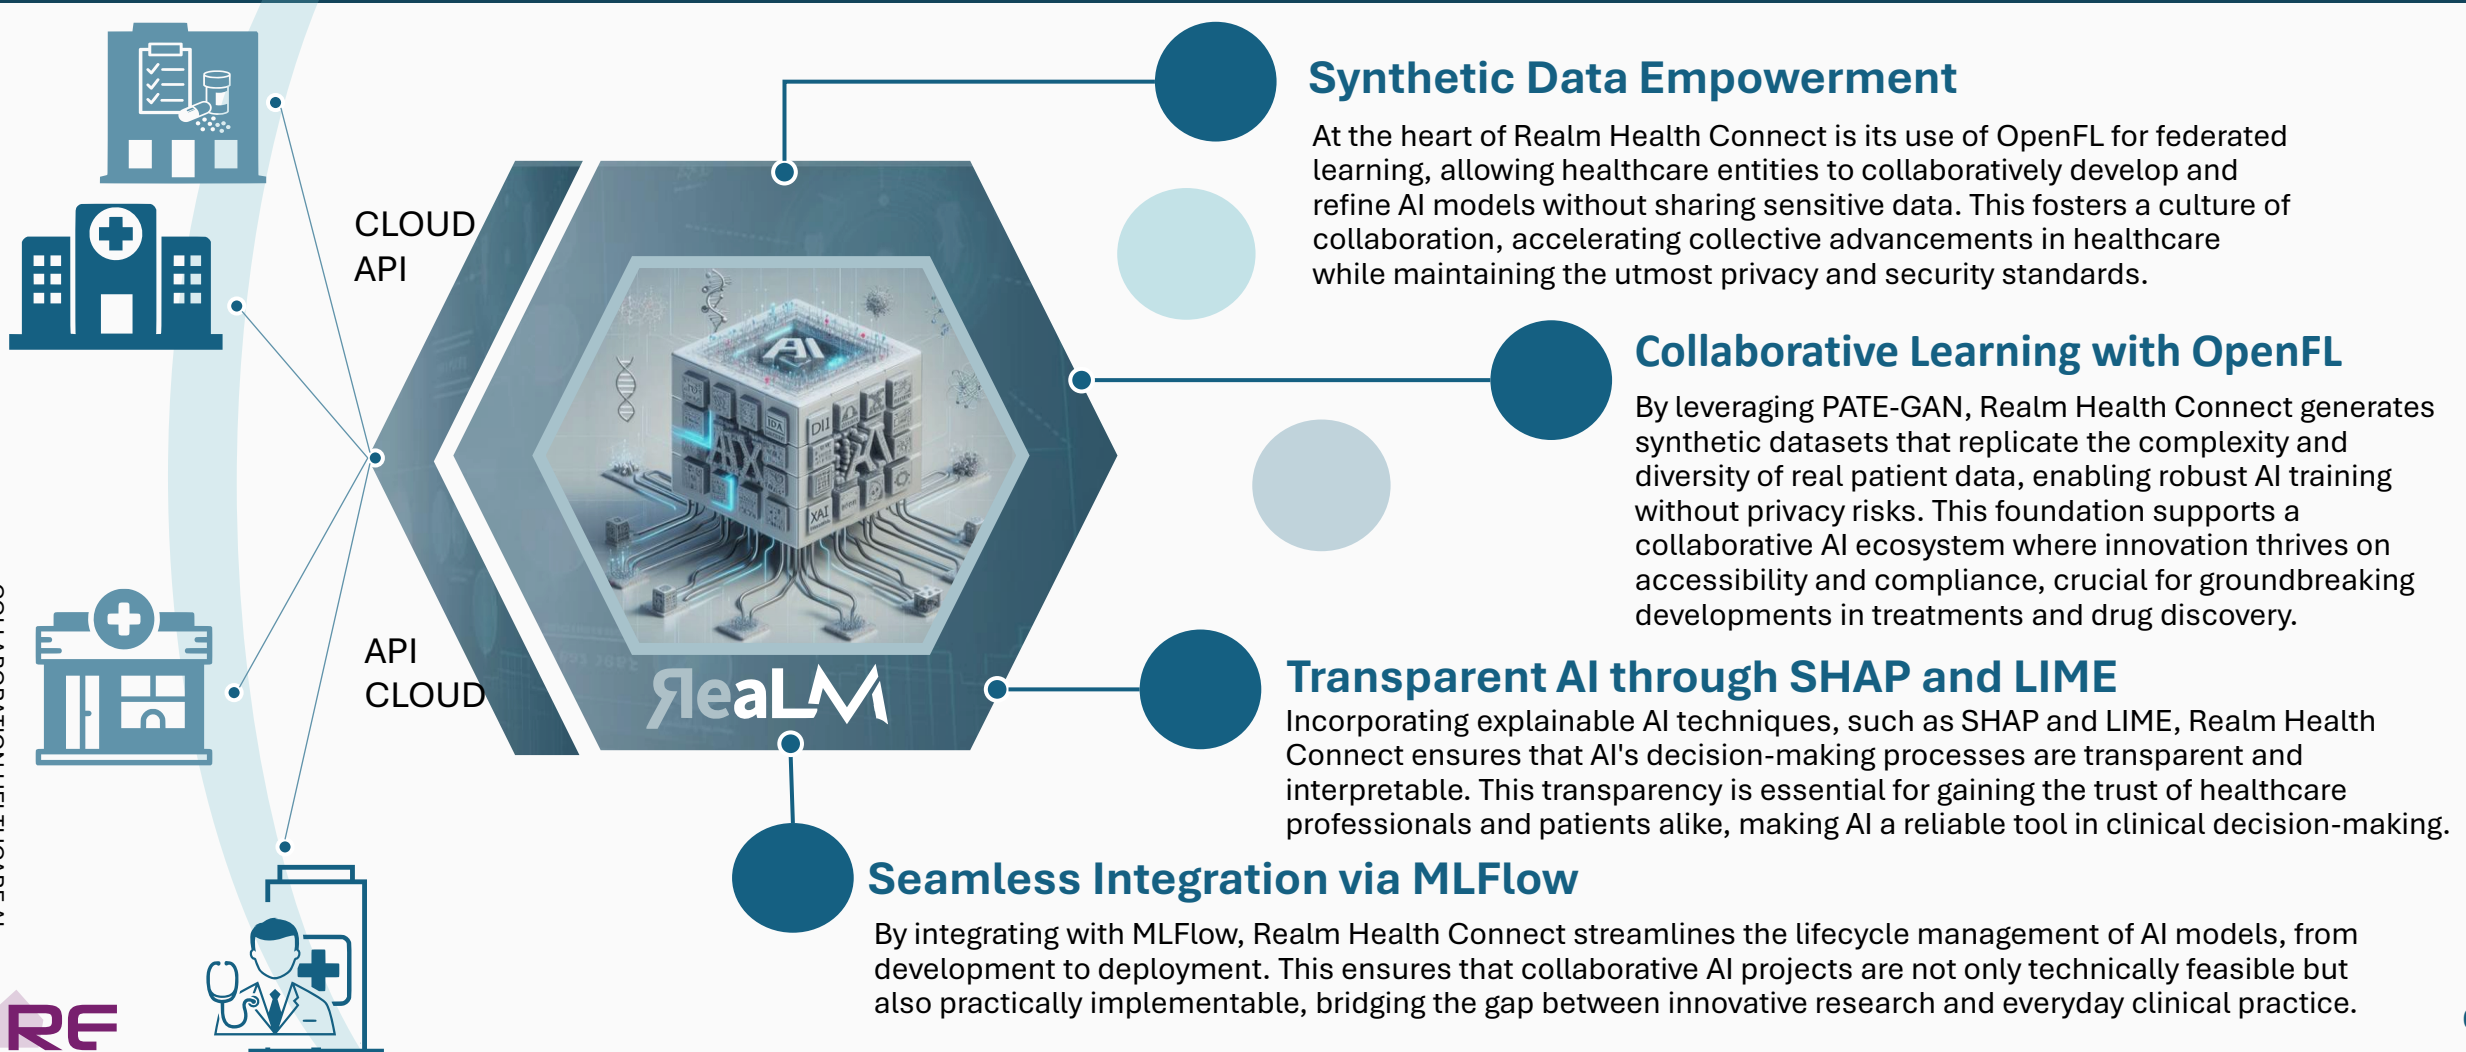 CLOUD
API
API
CLOUD
AI
XAI
ReaLM
Synthetic Data Empowerment
At the heart of Realm Health Connect is its use of OpenFL for federated
learning, allowing healthcare entities to collaboratively develop and
refine AI models without sharing sensitive data. This fosters a culture of
collaboration, accelerating collective advancements in healthcare
while maintaining the utmost privacy and security standards.
Collaborative Learning with OpenFL
By leveraging PATE-GAN, Realm Health Connect generates
synthetic datasets that replicate the complexity and
diversity of real patient data, enabling robust AI training
without privacy risks. This foundation supports a
collaborative AI ecosystem where innovation thrives on
accessibility and compliance, crucial for groundbreaking
developments in treatments and drug discovery.
Transparent AI through SHAP and LIME
Incorporating explainable AI techniques, such as SHAP and LIME, Realm Health
Connect ensures that AI's decision-making processes are transparent and
interpretable. This transparency is essential for gaining the trust of healthcare
professionals and patients alike, making AI a reliable tool in clinical decision-making.
Seamless Integration via MLFlow
By integrating with MLFlow, Realm Health Connect streamlines the lifecycle management of AI models, from
development to deployment. This ensures that collaborative AI projects are not only technically feasible but
also practically implementable, bridging the gap between innovative research and everyday clinical practice.
RE